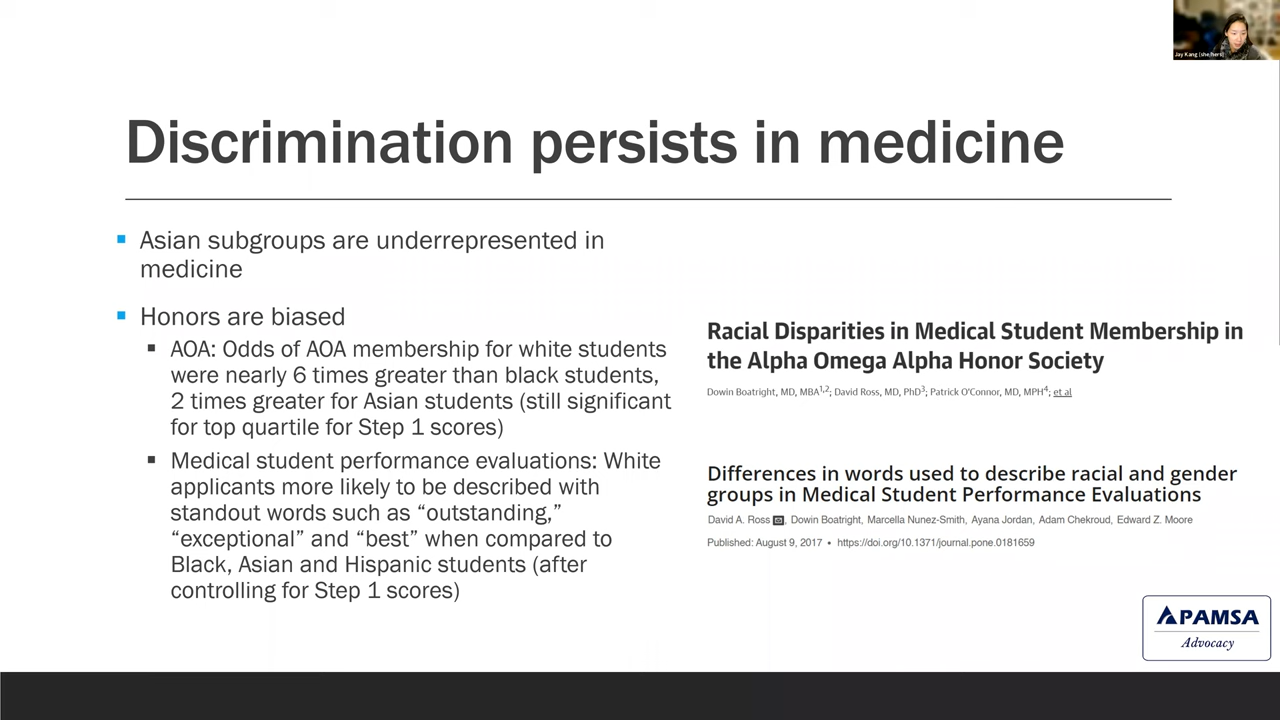 Jay Kang (she/hers)
Discrimination persists in medicine
▪ Asian subgroups are underrepresented in
medicine
▪ Honors are biased
▪ AOA: Odds of AOA membership for white students
were nearly 6 times greater than black students,
2 times greater for Asian students (still significant
for top quartile for Step 1 scores)
▪ Medical student performance evaluations: White
applicants more likely to be described with
standout words such as “outstanding,”
“exceptional” and “best” when compared to
Black, Asian and Hispanic students (after
controlling for Step 1 scores)
Racial Disparities in Medical Student Membership in
the Alpha Omega Alpha Honor Society
Dowin Boatright, MD, MBA1,2; David Ross, MD, PhD3; Patrick O'Connor, MD, MPH4; et al
Differences in words used to describe racial and gender
groups in Medical Student Performance Evaluations
David A. Ross, Dowin Boatright, Marcella Nunez-Smith, Ayana Jordan, Adam Chekroud, Edward Z. Moore
Published: August 9, 2017 • https://doi.org/10.1371/journal.pone.0181659
APAMSA
Advocacy